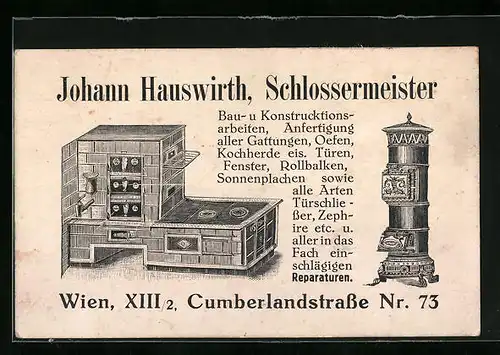 Johann Hauswirth, Schlossermeister
Bau- u Konstrucktions-
arbeiten, Anfertigung
aller Gattungen, Oefen,
Kochherde eis. Türen,
Fenster, Rollbalken,
Sonnenplachen sowie
alle Arten
Türschlie -
ßer, Zeph-
ire etc. u.
aller in das
Fach ein-
schlägigen
Reparaturen.
Wien, XIII/2, Cumberlandstraße Nr. 73